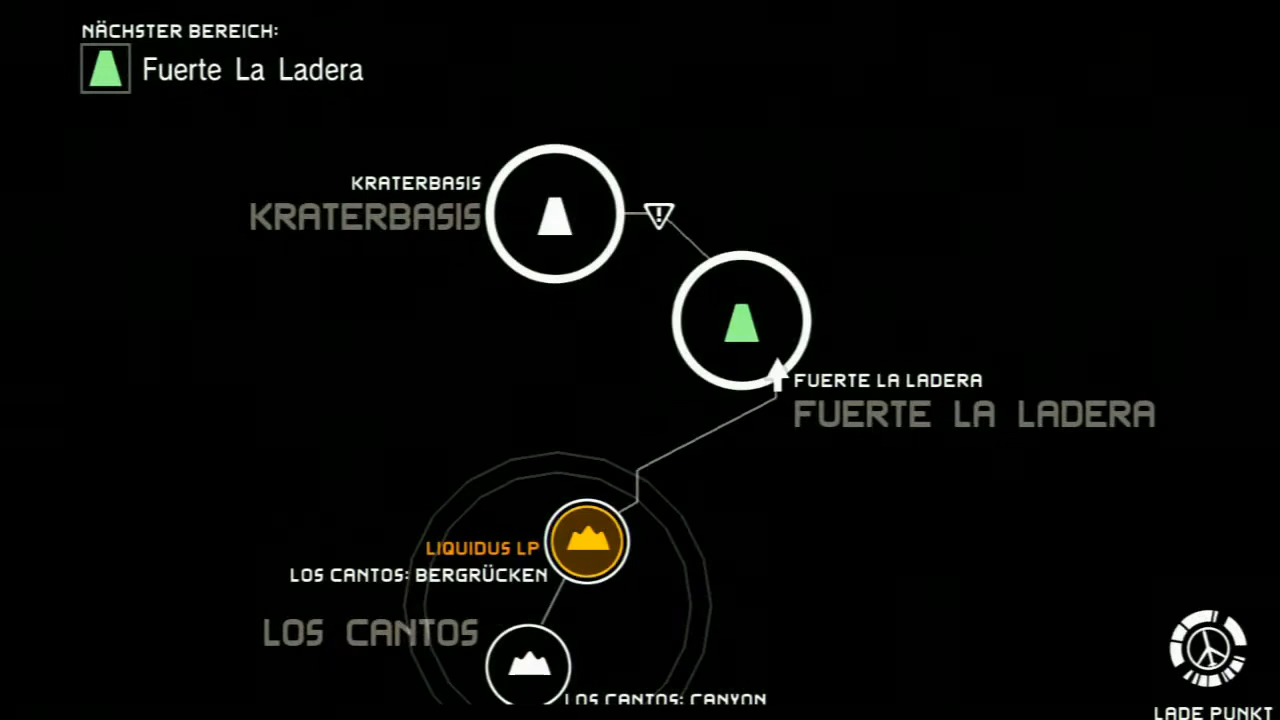 NÄCHSTER BEREICH:
Fuerte La Ladera
KRATERBASIS
KRATERBASIS
FUERTE LA LADERA
FUERTE LA LADERA
LIQUIDUS LP
LOS CANTOS: BERGRÜCKEN
LOS CANTOS
LOS CANTOS: CANYON
LADE PUNKT